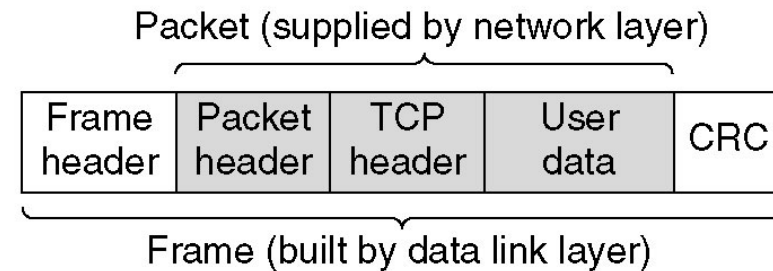 Packet (supplied by network layer)
Frame header
Packet header
TCP header
User data
CRC
Frame (built by data link layer)